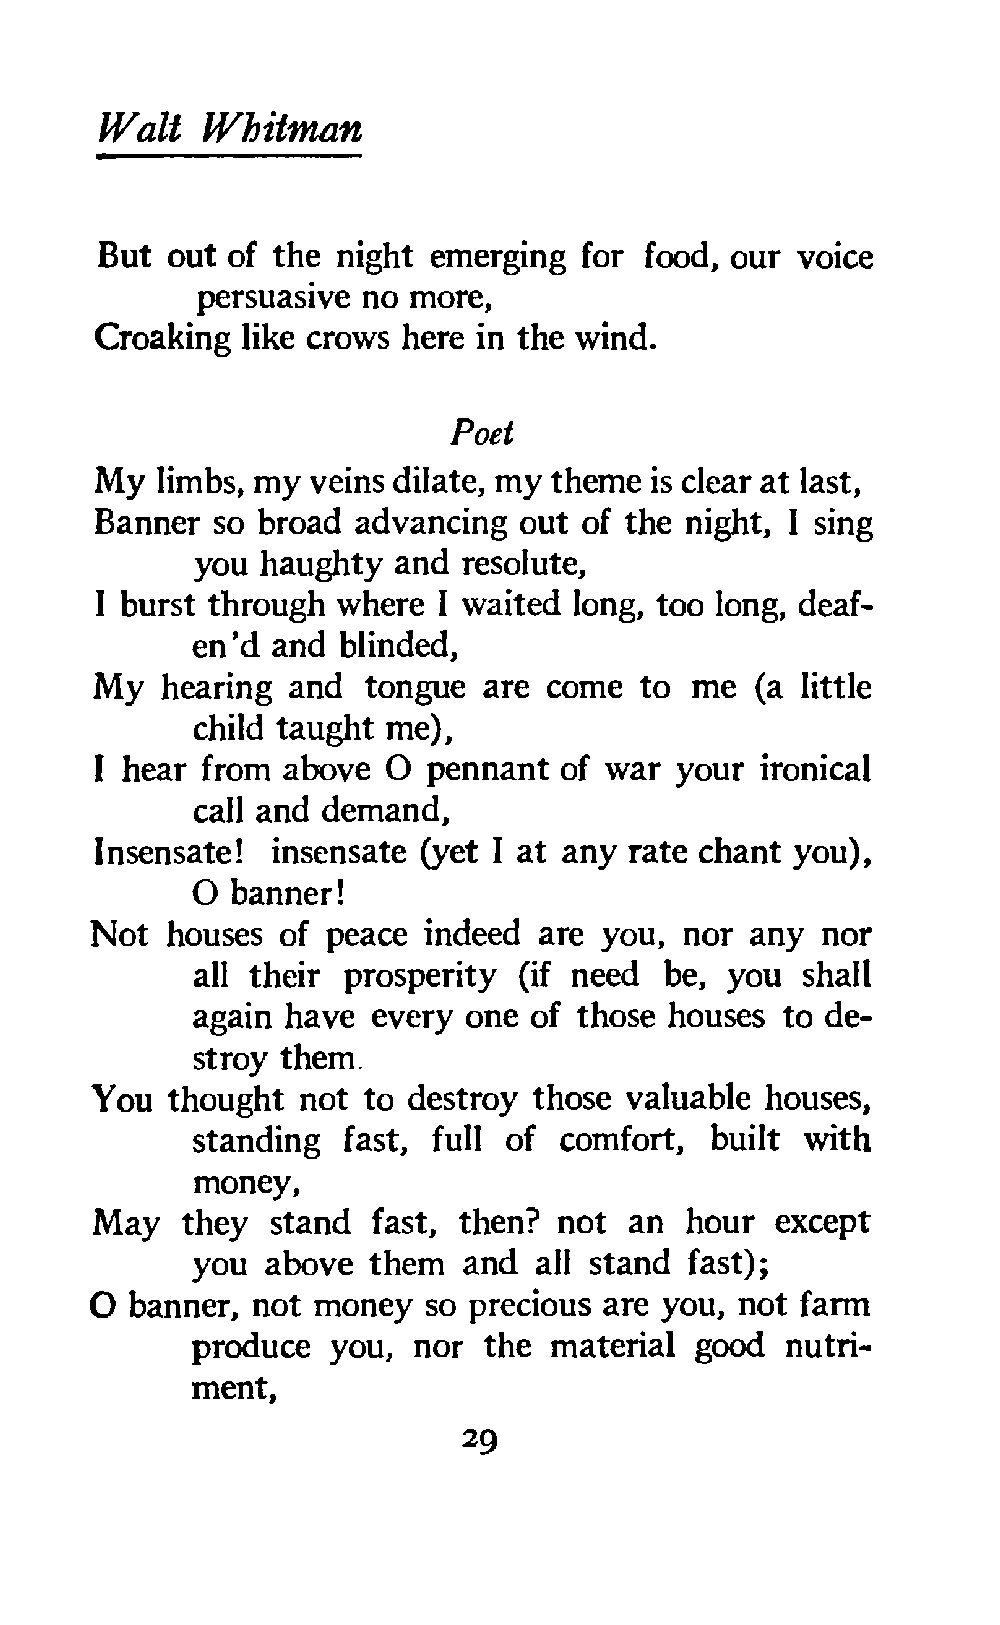 Walt Whitman
But out of the night emerging for food, our voice
persuasive no more,
Croaking like crows here in the wind.
Poet
My limbs, my veins dilate, my theme is clear at last,
Banner so broad advancing out of the night, I sing
you haughty and resolute,
I burst through where I waited long, too long, deaf-
en'd and blinded,
My hearing and tongue are come to me (a little
child taught me),
I hear from above O pennant of war your ironical
call and demand,
Insensate! insensate (yet I at any rate chant you),
O banner!
Not houses of peace indeed are you, nor any nor
all their prosperity (if need be, you shall
again have every one of those houses to de-
stroy them.
You thought not to destroy those valuable houses,
standing fast, full of comfort, built with
money,
May they stand fast, then? not an hour except
you above them and all stand fast);
O banner, not money so precious are you, not farm
produce you, nor the material good nutri-
ment,
29